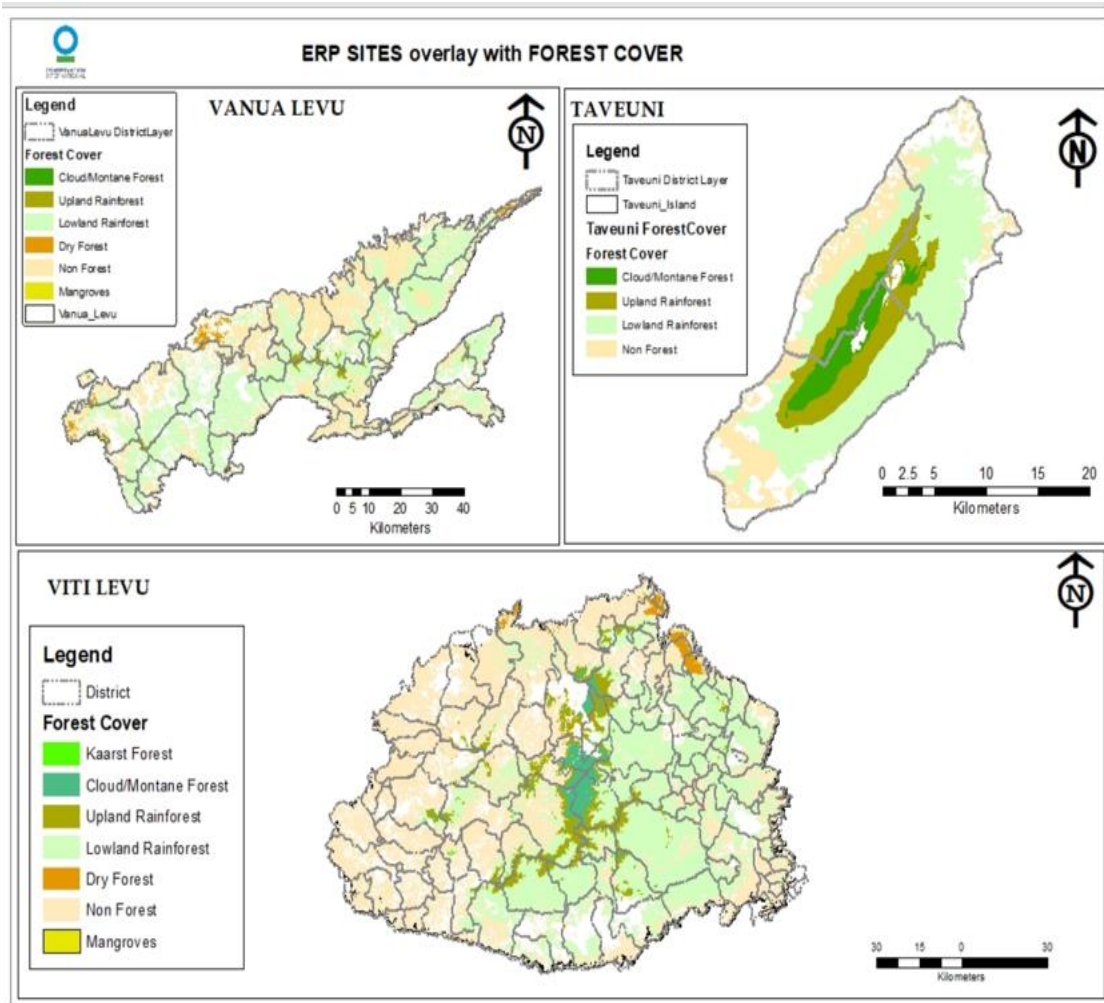 ERP SITES overlay with FOREST COVER
VANUA LEVU
Legend
VanuaLevu DistrictLayer
Forest Cover
Cloud/Montane Forest
Upland Rainforest
Lowland Rainforest
Dry Forest
Non Forest
Mangroves
Vanua_Levu
N
0 5 10 20 30 40
Kilometers
TAVEUNI
Legend
Taveuni District Layer
Taveuni_Island
Taveuni ForestCover
Forest Cover
Cloud/Montane Forest
Upland Rainforest
Lowland Rainforest
Non Forest
N
0 2.5 5 10 15 20
Kilometers
VITI LEVU
Legend
District
Forest Cover
Kaarst Forest
Cloud/Montane Forest
Upland Rainforest
Lowland Rainforest
Dry Forest
Non Forest
Mangroves
N
30 15 0 30
Kilometers